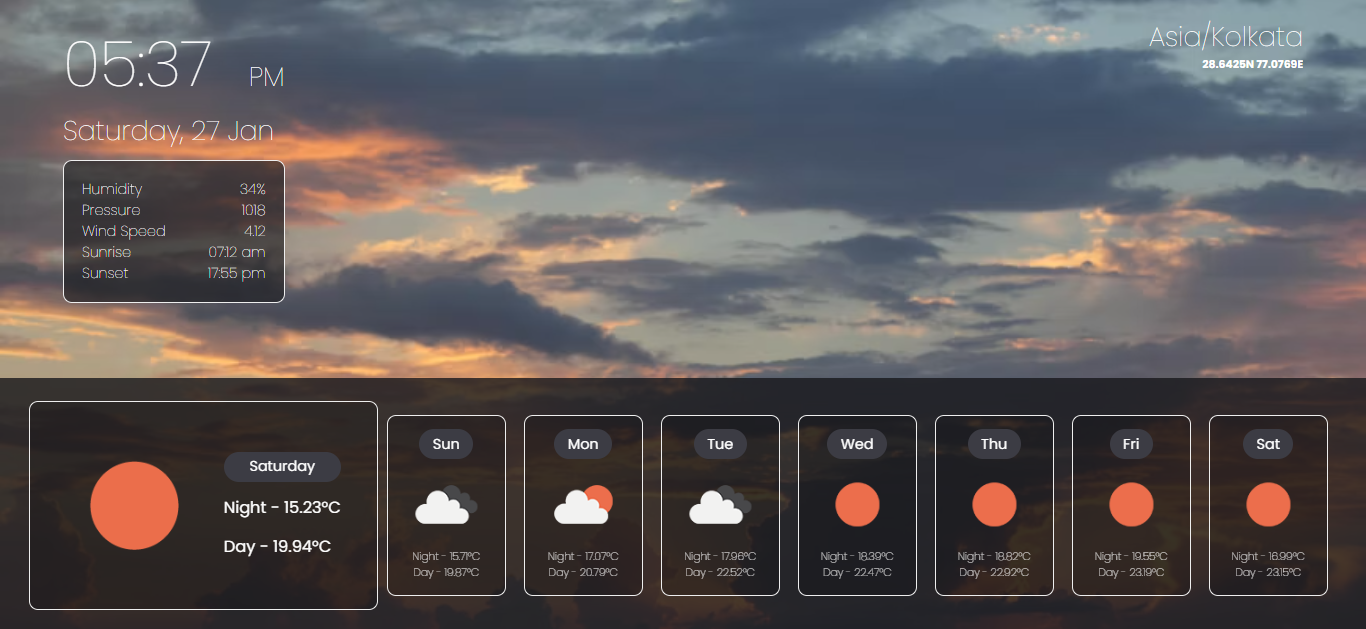 05:37 PM
Asia/Kolkata
28.6425N 77.0769E
Saturday, 27 Jan
Humidity 34%
Pressure 1018
Wind Speed 4.12
Sunrise 07:12 am
Sunset 17:55 pm
Saturday
Night - 15.23°C
Day - 19.94°C
Sun
Night - 15.71°C
Day - 19.87°C
Mon
Night - 17.07°C
Day - 20.79°C
Tue
Night - 17.96°C
Day - 22.52°C
Wed
Night - 18.39°C
Day - 22.47°C
Thu
Night - 18.82°C
Day - 22.92°C
Fri
Night - 19.55°C
Day - 23.19°C
Sat
Night - 16.99°C
Day - 23.15°C